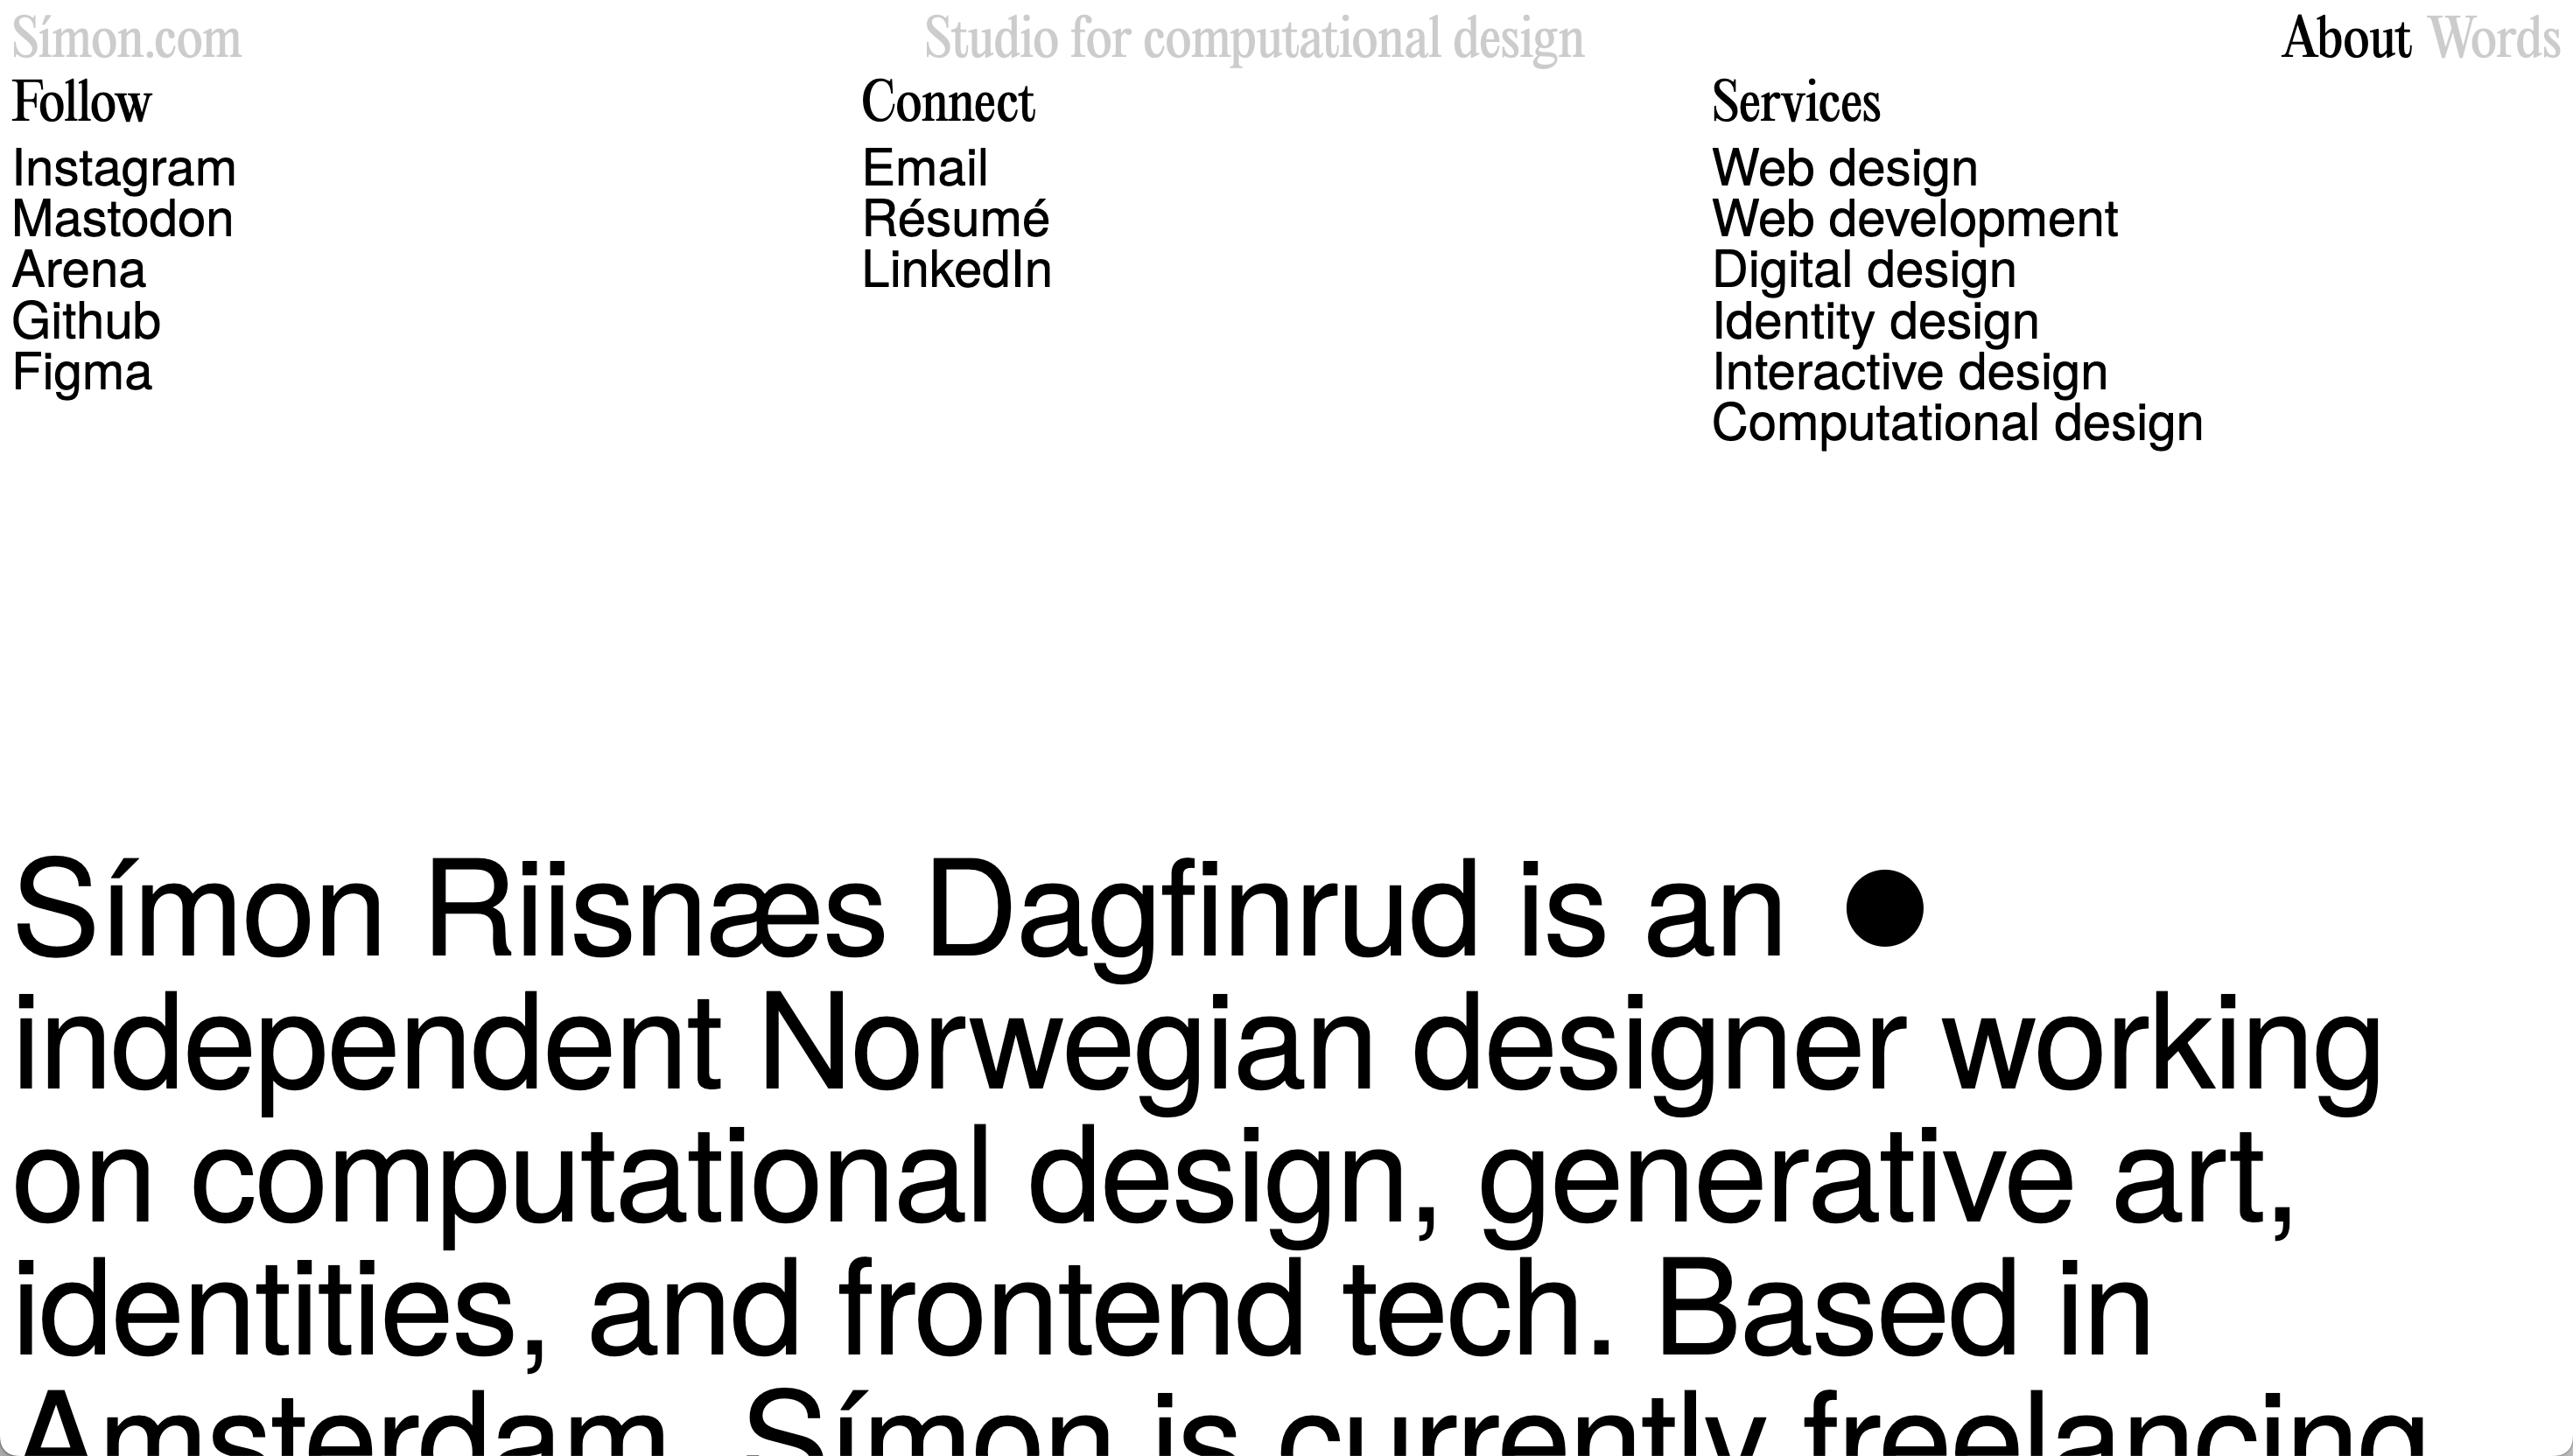 Símon.com
Studio for computational design
About Words
Follow
Instagram
Mastodon
Arena
Github
Figma
Connect
Email
Résumé
LinkedIn
Services
Web design
Web development
Digital design
Identity design
Interactive design
Computational design
Símon Riisnæs Dagfinrud is an ●
independent Norwegian designer working
on computational design, generative art,
identities, and frontend tech. Based in
Amsterdam, Símon is currently freelancing